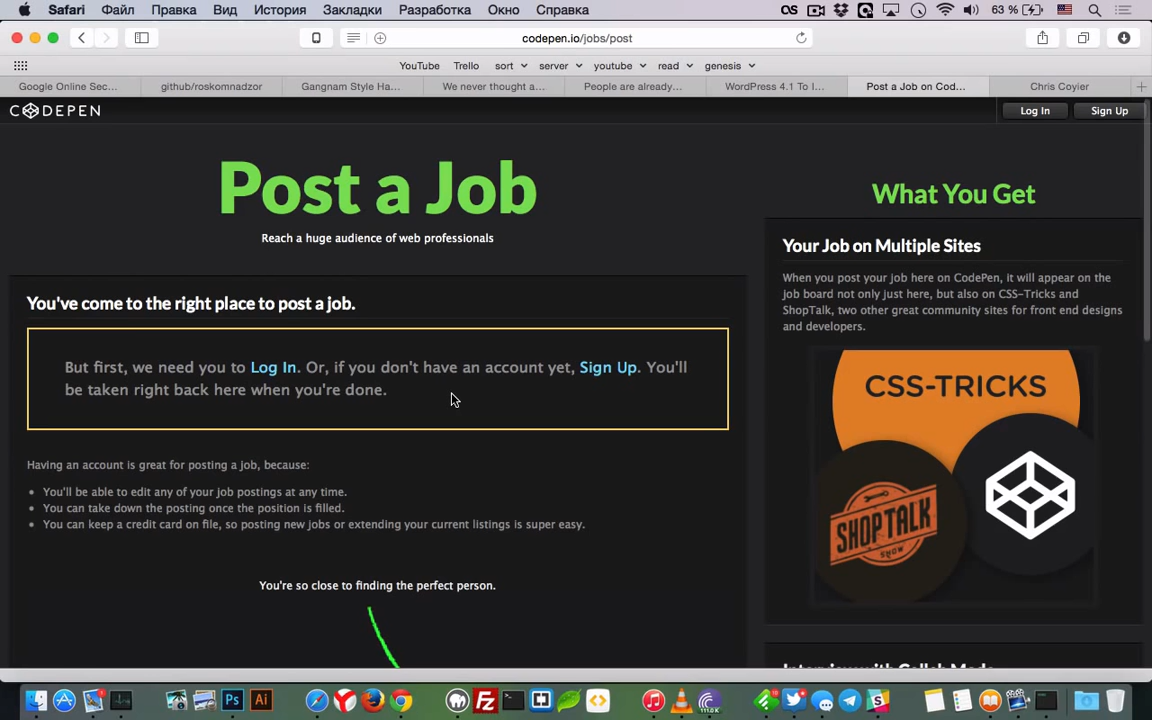 Safari Файл Правка Вид История Закладки Разработка Окно Справка 63 %
codepen.io/jobs/post
YouTube Trello sort server youtube read genesis
Google Online Sec... github/roskomnadzor Gangnam Style Ha... We never thought a... People are already... WordPress 4.1 To I... Post a Job on Cod... Chris Coyier
CODEPEN Log In Sign Up
Post a Job
Reach a huge audience of web professionals
You've come to the right place to post a job.
But first, we need you to Log In. Or, if you don't have an account yet, Sign Up. You'll
be taken right back here when you're done.
Having an account is great for posting a job, because:
You'll be able to edit any of your job postings at any time.
You can take down the posting once the position is filled.
You can keep a credit card on file, so posting new jobs or extending your current listings is super easy.
You're so close to finding the perfect person.
What You Get
Your Job on Multiple Sites
When you post your job here on CodePen, it will appear on the
job board not only just here, but also on CSS-Tricks and
ShopTalk, two other great community sites for front end designs
and developers.
CSS-TRICKS
SHOPTALK
SHOW
Interview with Collab Mode
Ps Ai